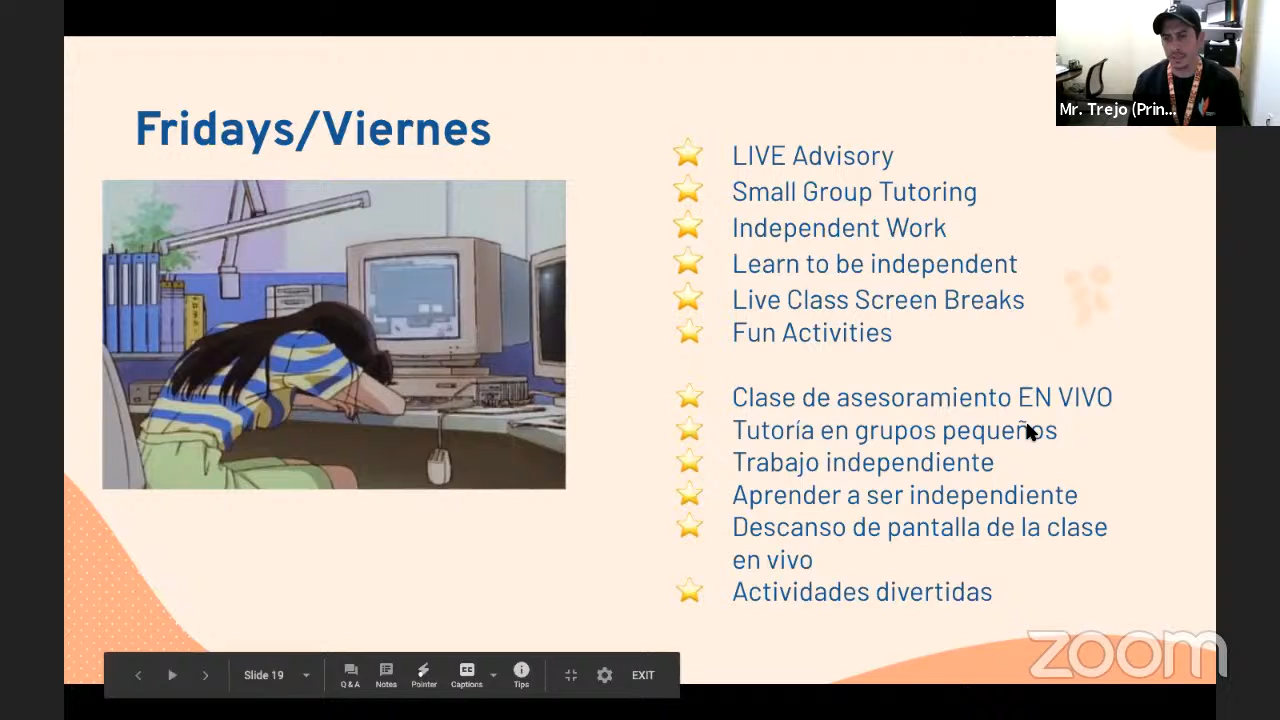 Mr. Trejo (Prin...
Fridays/Viernes
LIVE Advisory
Small Group Tutoring
Independent Work
Learn to be independent
Live Class Screen Breaks
Fun Activities
Clase de asesoramiento EN VIVO
Tutoría en grupos pequeños
Trabajo independiente
Aprender a ser independiente
Descanso de pantalla de la clase
en vivo
Actividades divertidas
zoom
Slide 19
Q & A
Notes
Pointer
Captions
Tips
EXIT